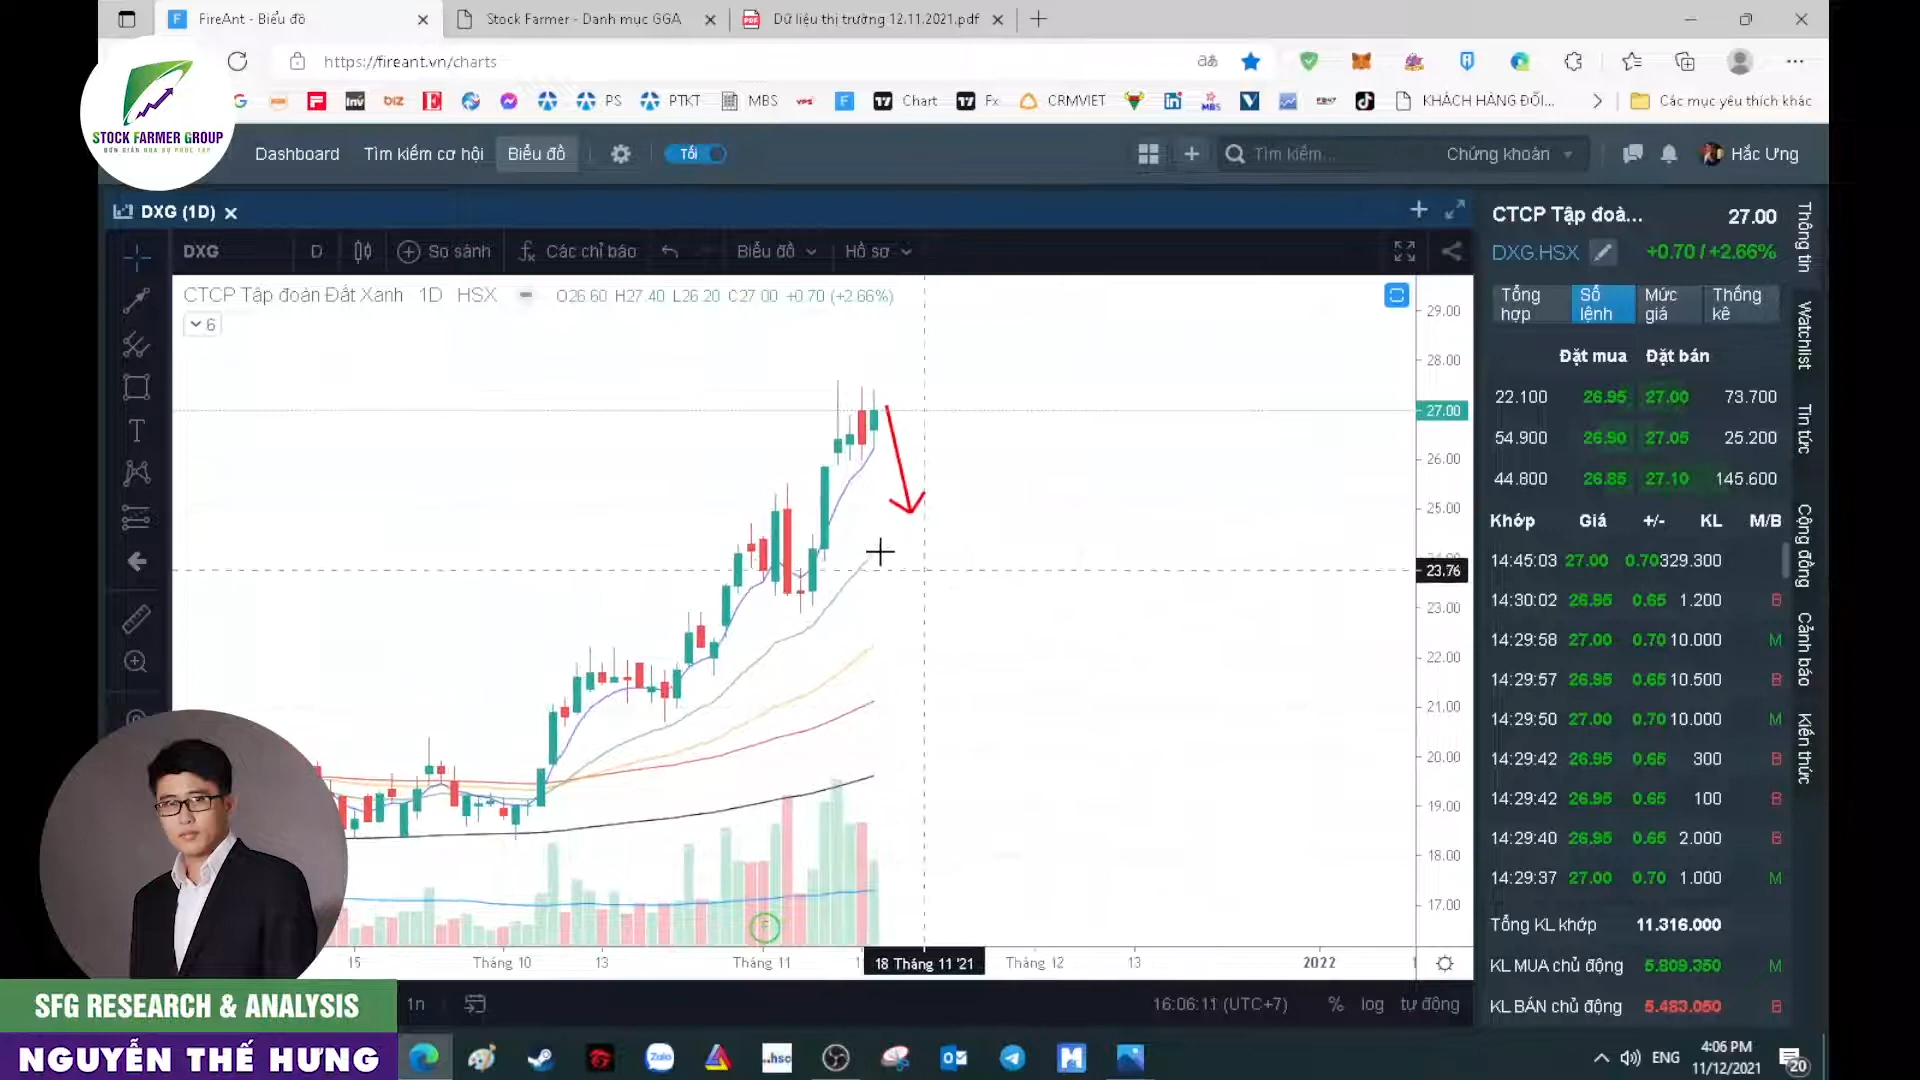 FireAnt - Biểu đồ
Stock Farmer - Danh mục GGA
Dữ liệu thị trường 12.11.2021.pdf
https://fireant.vn/charts
PS
PTKT
MBS
Chart
Fx
CRMVIET
KHÁCH HÀNG ĐỐI...
Các mục yêu thích khác
STOCK FARMER GROUP
ĐƠN GIẢN HÓA SỰ PHỨC TẠP
Dashboard
Tìm kiếm cơ hội
Biểu đồ
Tối
Tìm kiếm...
Chứng khoán
Hắc Ưng
DXG (1D)
DXG
D
So sánh
Các chỉ báo
Biểu đồ
Hồ sơ
CTCP Tập đoàn Đất Xanh 1D HSX
O26.60 H27.40 L26.20 C27.00 +0.70 (+2.66%)
6
29.00
28.00
27.00
26.00
25.00
23.76
23.00
22.00
21.00
20.00
19.00
18.00
17.00
15
Tháng 10
13
Tháng 11
18 Tháng 11 '21
Tháng 12
13
2022
1n
16:06:11 (UTC+7)
%
log
tự động
CTCP Tập đoà...
27.00
DXG.HSX
+0.70 / +2.66%
Tổng hợp
Sổ lệnh
Mức giá
Thống kê
Đặt mua Đặt bán
22.100 26.95 27.00 73.700
54.900 26.90 27.05 25.200
44.800 26.85 27.10 145.600
Khớp Giá +/- KL M/B
14:45:03 27.00 0.70 329.300
14:30:02 26.95 0.65 1.200 B
14:29:58 27.00 0.70 10.000 M
14:29:57 26.95 0.65 10.500 B
14:29:50 27.00 0.70 10.000 M
14:29:42 26.95 0.65 300 B
14:29:42 26.95 0.65 100 B
14:29:40 26.95 0.65 2.000 B
14:29:37 27.00 0.70 1.000 M
Tổng KL khớp 11.316.000
KL MUA chủ động 5.809.350 M
KL BÁN chủ động 5.483.050 B
Thông tin
Watchlist
Tin tức
Cộng đồng
Cảnh báo
Kiến thức
SFG RESEARCH & ANALYSIS
NGUYỄN THẾ HƯNG
Zalo
ENG
4:06 PM
11/12/2021
20